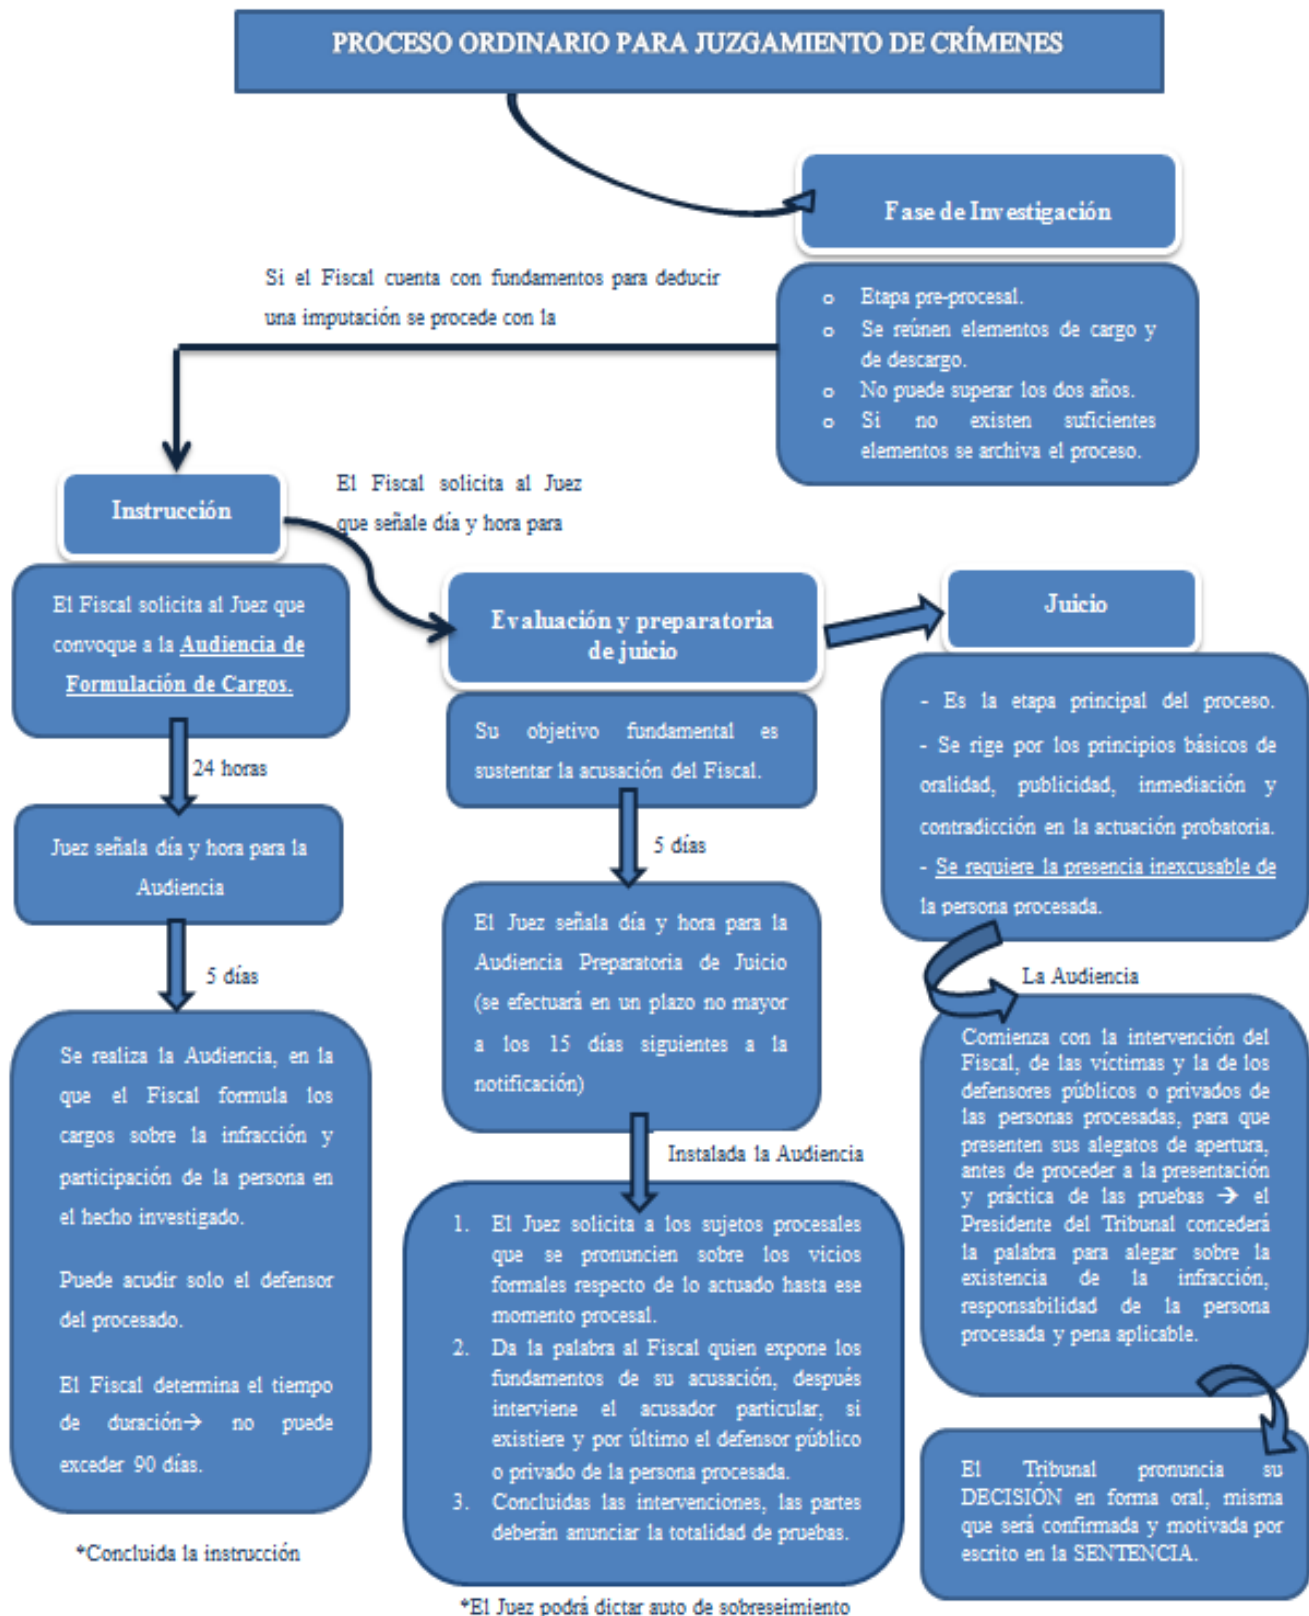 PROCESO ORDINARIO PARA JUZGAMIENTO DE CRÍMENES
Fase de Investigación
o Etapa pre-procesal.
o Se reúnen elementos de cargo y
de descargo.
o No puede superar los dos años.
o Si no existen suficientes
elementos se archiva el proceso.
Si el Fiscal cuenta con fundamentos para deducir
una imputación se procede con la
Instrucción
El Fiscal solicita al Juez que
convoque a la Audiencia de
Formulación de Cargos.
24 horas
Juez señala día y hora para la
Audiencia
5 días
Se realiza la Audiencia, en la
que el Fiscal formula los
cargos sobre la infracción y
participación de la persona en
el hecho investigado.
Puede acudir solo el defensor
del procesado.
El Fiscal determina el tiempo
de duración→ no puede
exceder 90 días.
*Concluida la instrucción
El Fiscal solicita al Juez
que señale día y hora para
Evaluación y preparatoria
de juicio
Su objetivo fundamental es
sustentar la acusación del Fiscal.
5 días
El Juez señala día y hora para la
Audiencia Preparatoria de Juicio
(se efectuará en un plazo no mayor
a los 15 días siguientes a la
notificación)
Instalada la Audiencia
1. El Juez solicita a los sujetos procesales
que se pronuncien sobre los vicios
formales respecto de lo actuado hasta ese
momento procesal.
2. Da la palabra al Fiscal quien expone los
fundamentos de su acusación, después
interviene el acusador particular, si
existiere y por último el defensor público
o privado de la persona procesada.
3. Concluidas las intervenciones, las partes
deberán anunciar la totalidad de pruebas.
*El Juez podrá dictar auto de sobreseimiento
Juicio
- Es la etapa principal del proceso.
- Se rige por los principios básicos de
oralidad, publicidad, inmediación y
contradicción en la actuación probatoria.
- Se requiere la presencia inexcusable de
la persona procesada.
La Audiencia
Comienza con la intervención del
Fiscal, de las víctimas y la de los
defensores públicos o privados de
las personas procesadas, para que
presenten sus alegatos de apertura,
antes de proceder a la presentación
y práctica de las pruebas → el
Presidente del Tribunal concederá
la palabra para alegar sobre la
existencia de la infracción,
responsabilidad de la persona
procesada y pena aplicable.
El Tribunal pronuncia su
DECISIÓN en forma oral, misma
que será confirmada y motivada por
escrito en la SENTENCIA.